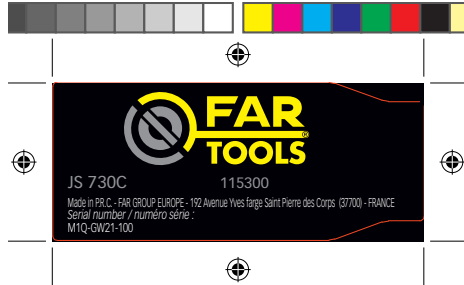 FAR
TOOLS
®
JS 730C 115300
Made in P.R.C. - FAR GROUP EUROPE - 192 Avenue Yves farge Saint Pierre des Corps (37700) - FRANCE
Serial number / numéro série :
M1Q-GW21-100